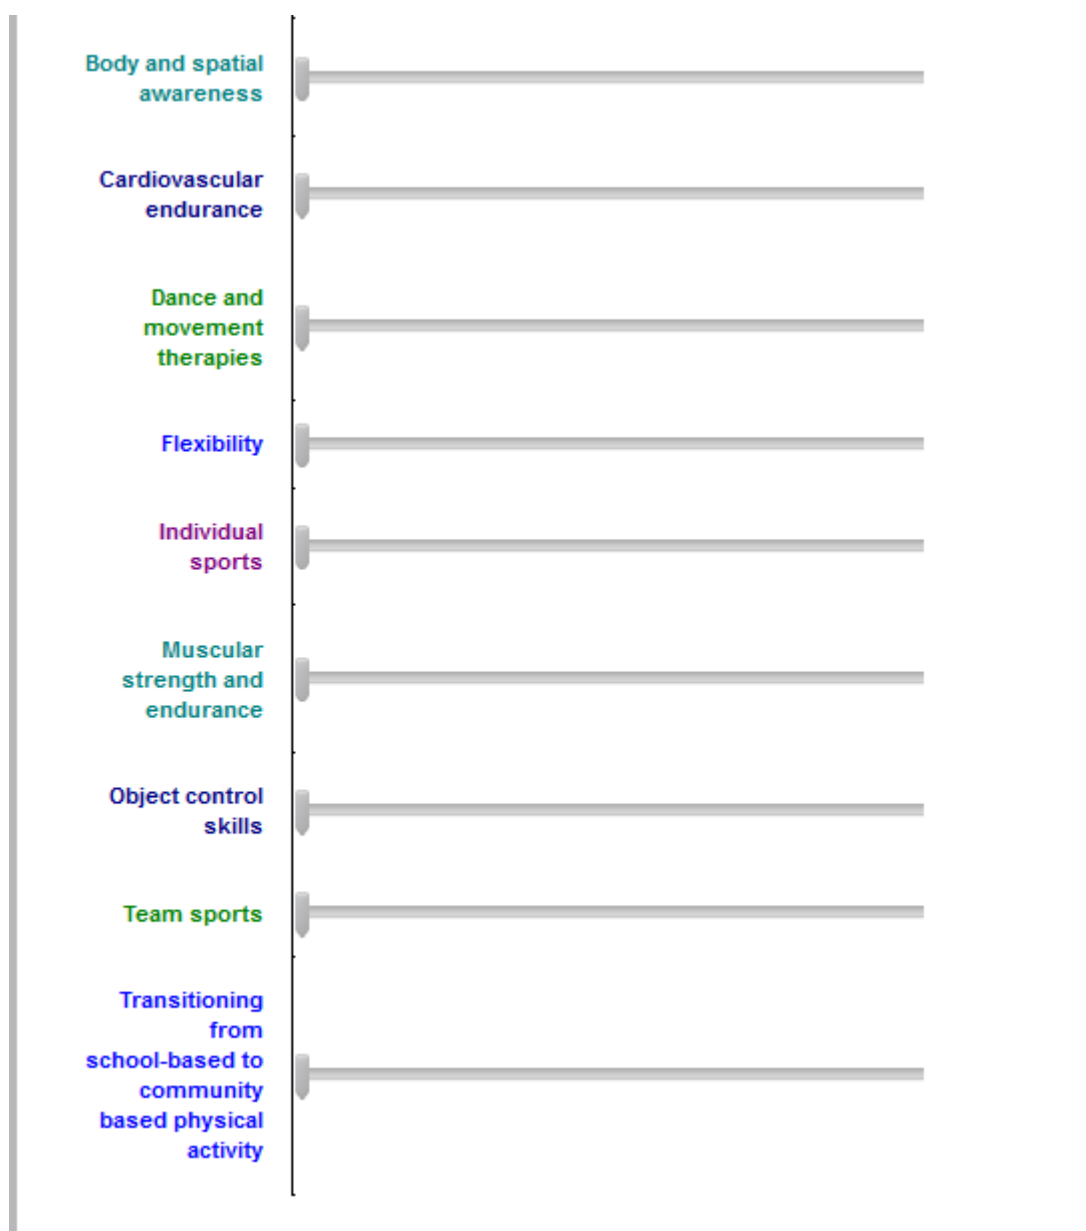 Body and spatial
awareness
Cardiovascular
endurance
Dance and
movement
therapies
Flexibility
Individual
sports
Muscular
strength and
endurance
Object control
skills
Team sports
Transitioning
from
school-based to
community
based physical
activity